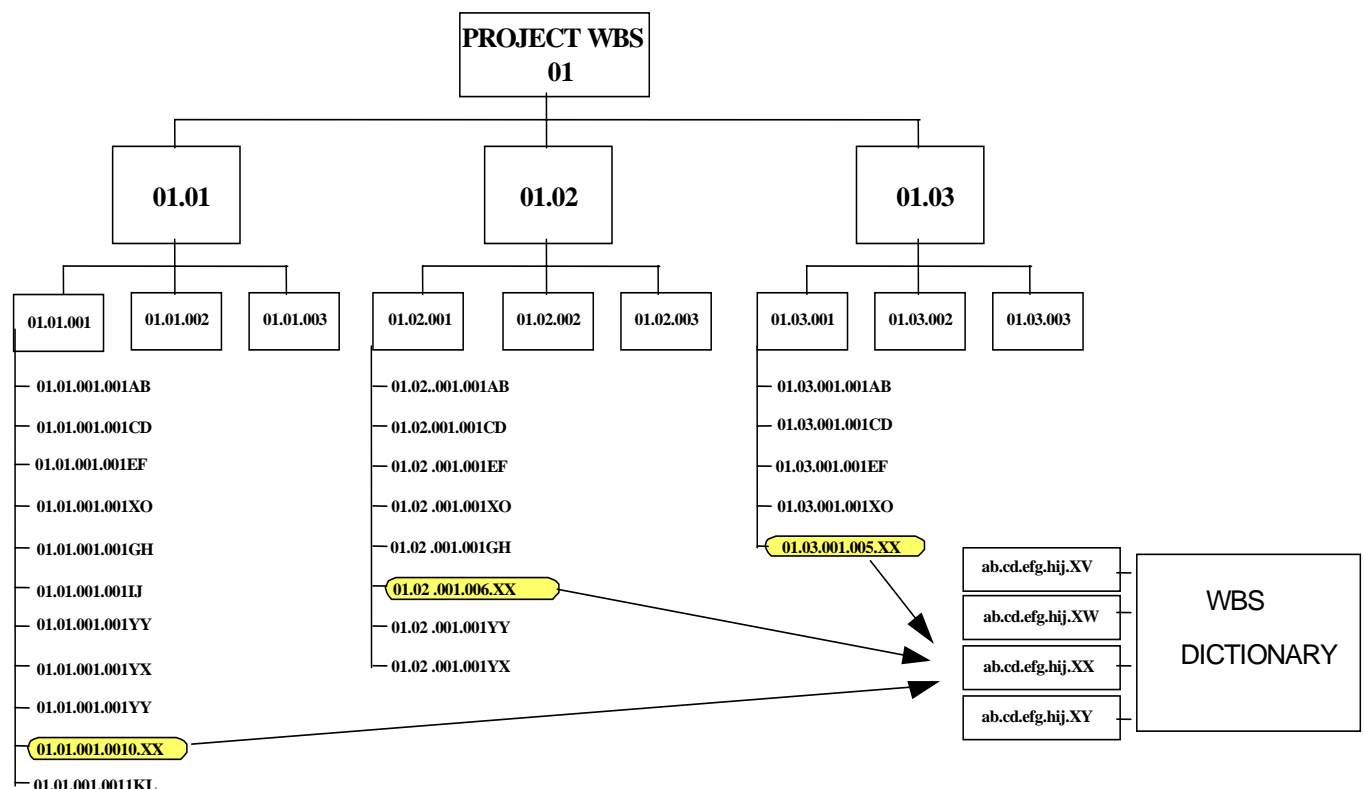 PROJECT WBS
01
01.01
01.02
01.03
01.01.001
01.01.002
01.01.003
01.02.001
01.02.002
01.02.003
01.03.001
01.03.002
01.03.003
01.01.001.001AB
01.01.001.001CD
01.01.001.001EF
01.01.001.001XO
01.01.001.001GH
01.01.001.001IJ
01.01.001.001YY
01.01.001.001YX
01.01.001.001YY
01.01.001.0010.XX
01.01.001.0011KL
01.02..001.001AB
01.02.001.001CD
01.02 .001.001EF
01.02 .001.001XO
01.02 .001.001GH
01.02 .001.006.XX
01.02 .001.001YY
01.02 .001.001YX
01.03.001.001AB
01.03.001.001CD
01.03.001.001EF
01.03.001.001XO
01.03.001.005.XX
ab.cd.efg.hij.XV
ab.cd.efg.hij.XW
ab.cd.efg.hij.XX
ab.cd.efg.hij.XY
WBS
DICTIONARY